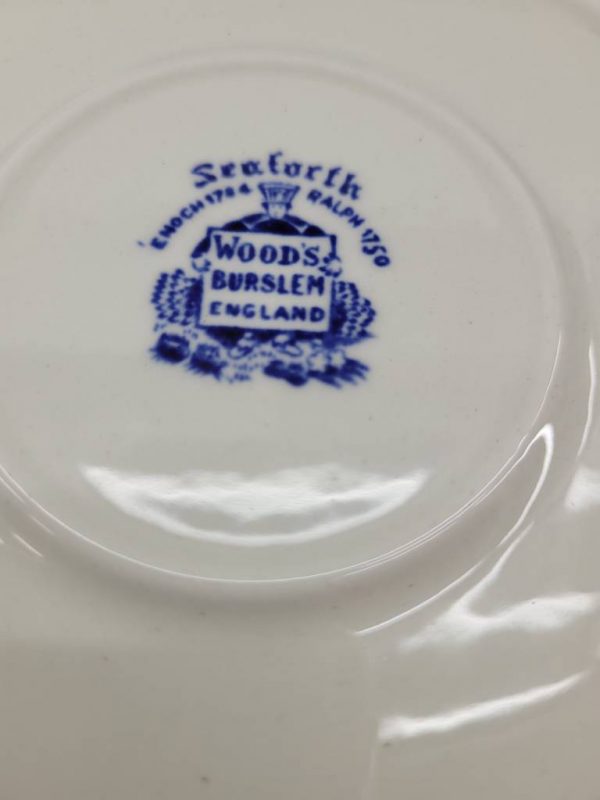 Seaforth
ENOCH 1784 RALPH 1750
WOOD'S
BURSLEM
ENGLAND